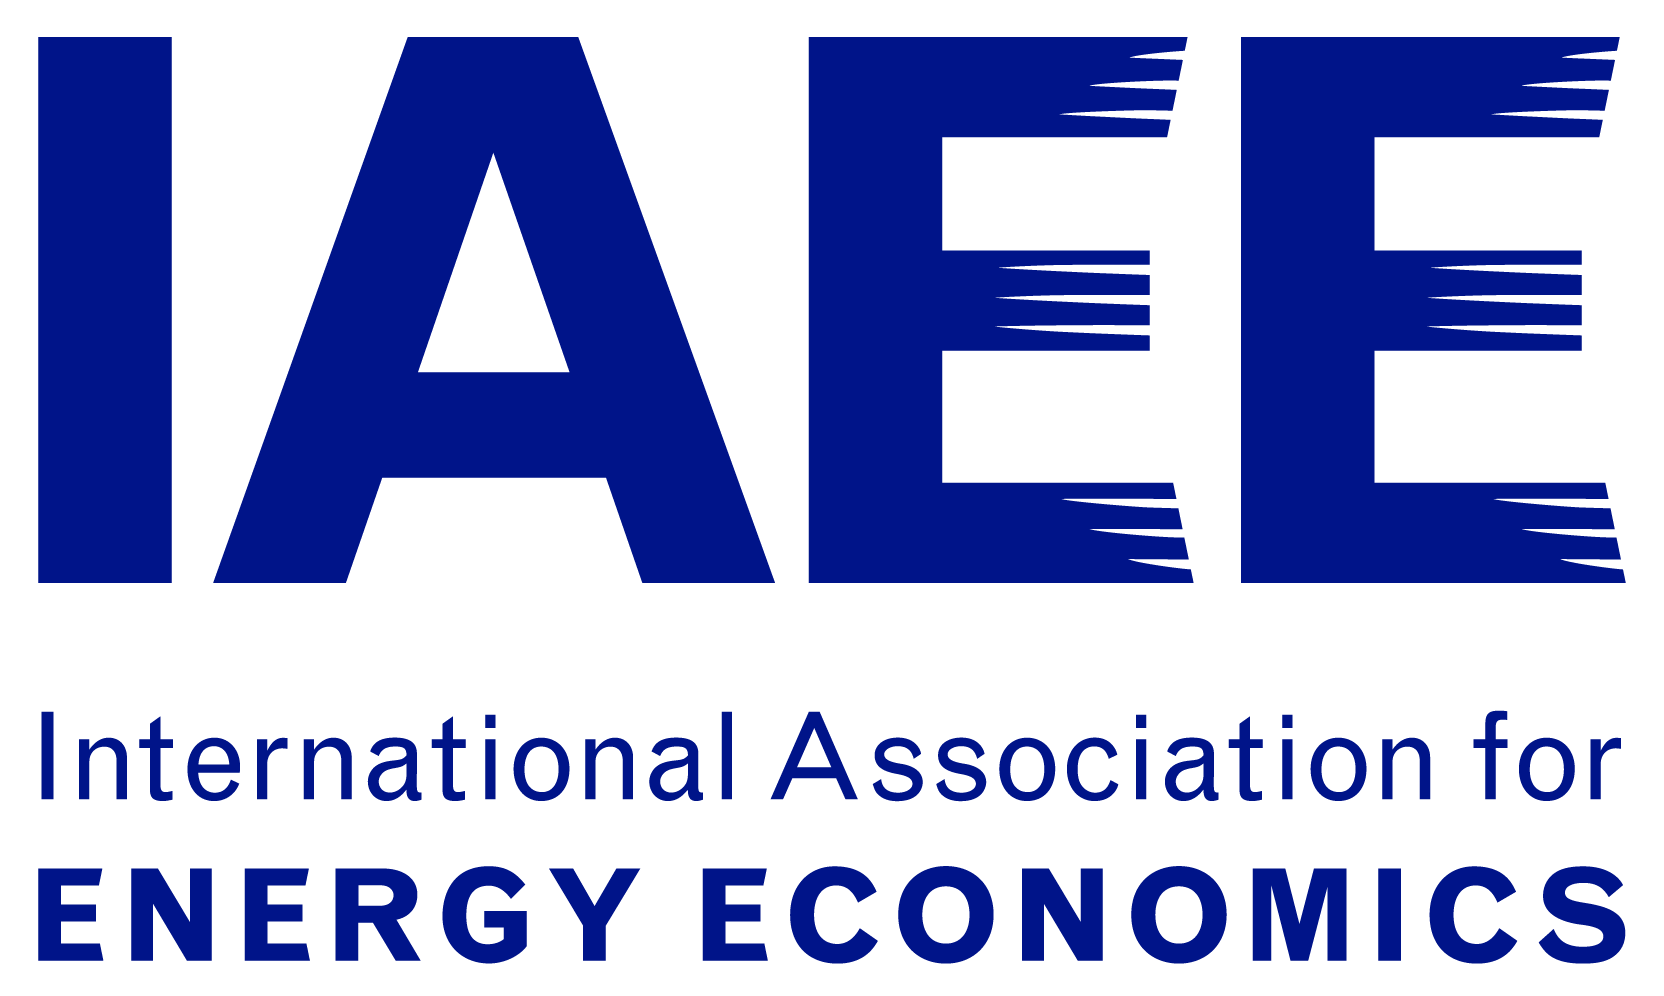 IAEE
International Association for
ENERGY ECONOMICS